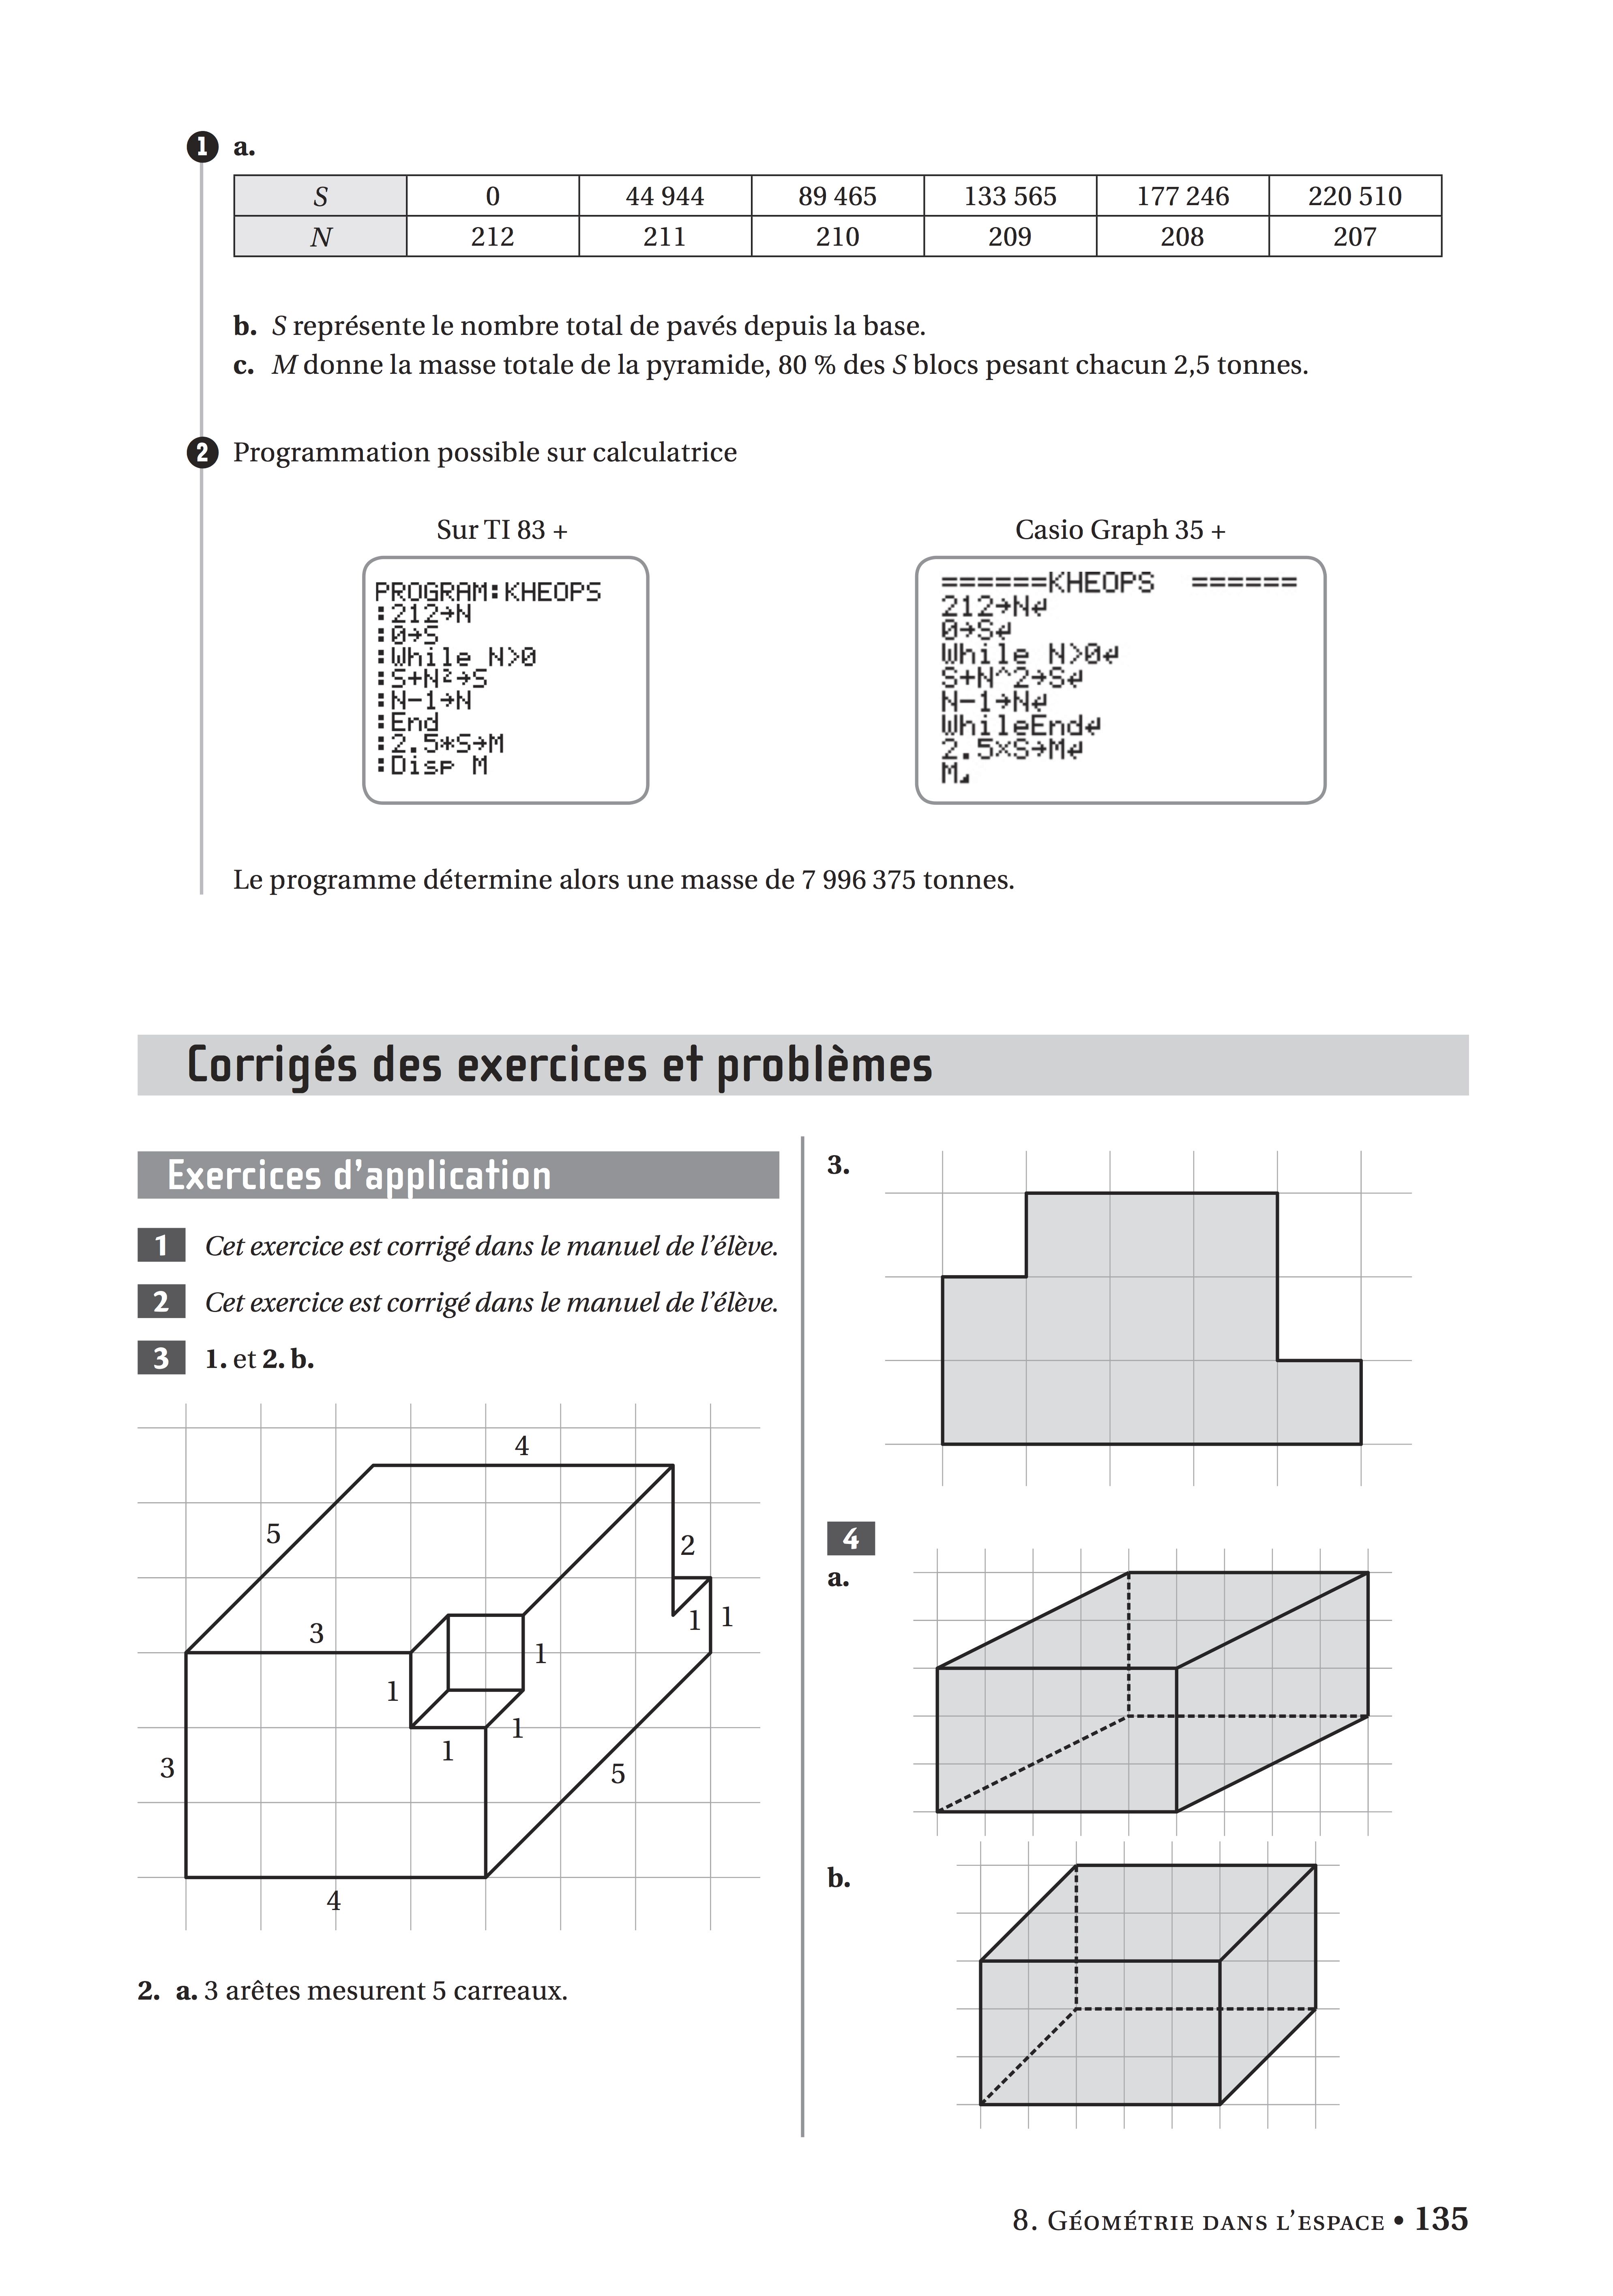 1 a.
S 0 44 944 89 465 133 565 177 246 220 510
N 212 211 210 209 208 207
b. S représente le nombre total de pavés depuis la base.
c. M donne la masse totale de la pyramide, 80 % des S blocs pesant chacun 2,5 tonnes.
2 Programmation possible sur calculatrice
Sur TI 83 +
PROGRAM:KHEOPS
:212→N
:0→S
:While N>0
:S+N²→S
:N-1→N
:End
:2.5*S→M
:Disp M
Casio Graph 35 +
======KHEOPS ======
212→N↵
0→S↵
While N>0↵
S+N^2→S↵
N-1→N↵
WhileEnd↵
2.5×S→M↵
M◢
Le programme détermine alors une masse de 7 996 375 tonnes.
Corrigés des exercices et problèmes
Exercices d'application
1 Cet exercice est corrigé dans le manuel de l'élève.
2 Cet exercice est corrigé dans le manuel de l'élève.
3 1. et 2. b.
4
5
2
1 1
3
1
1
1
1
3
5
4
2. a. 3 arêtes mesurent 5 carreaux.
3.
4
a.
b.
8. Géométrie dans l'espace • 135